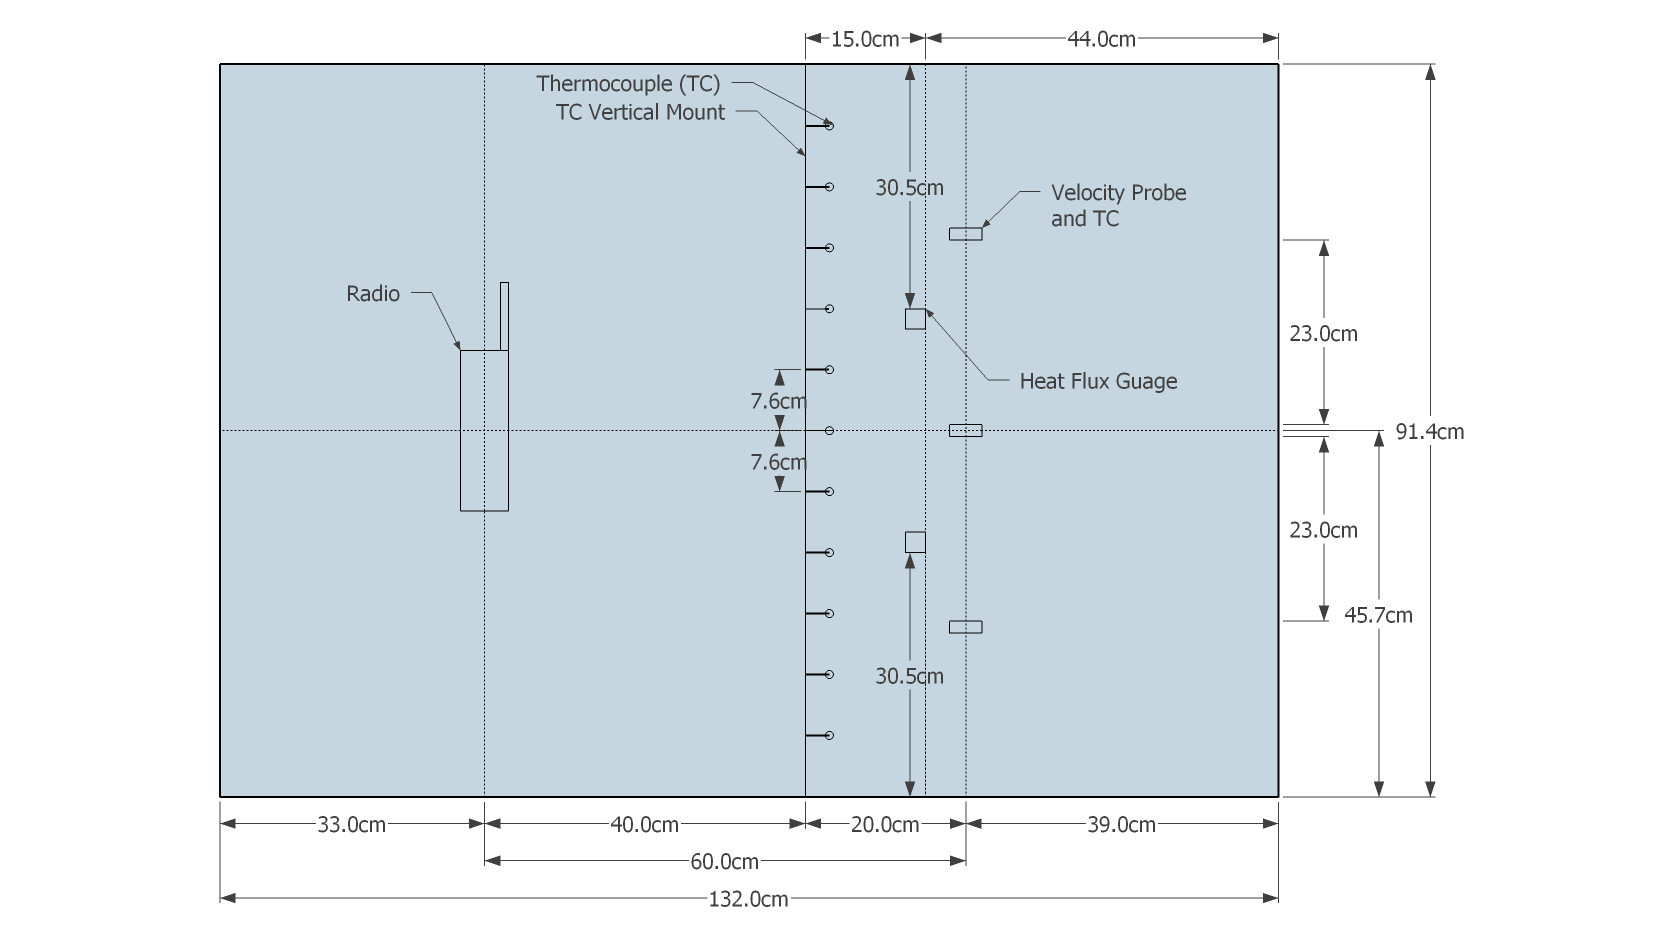 15.0cm
44.0cm
Thermocouple (TC)
TC Vertical Mount
30.5cm
Velocity Probe
and TC
Radio
23.0cm
Heat Flux Guage
7.6cm
91.4cm
7.6cm
23.0cm
45.7cm
30.5cm
33.0cm
40.0cm
20.0cm
39.0cm
60.0cm
132.0cm